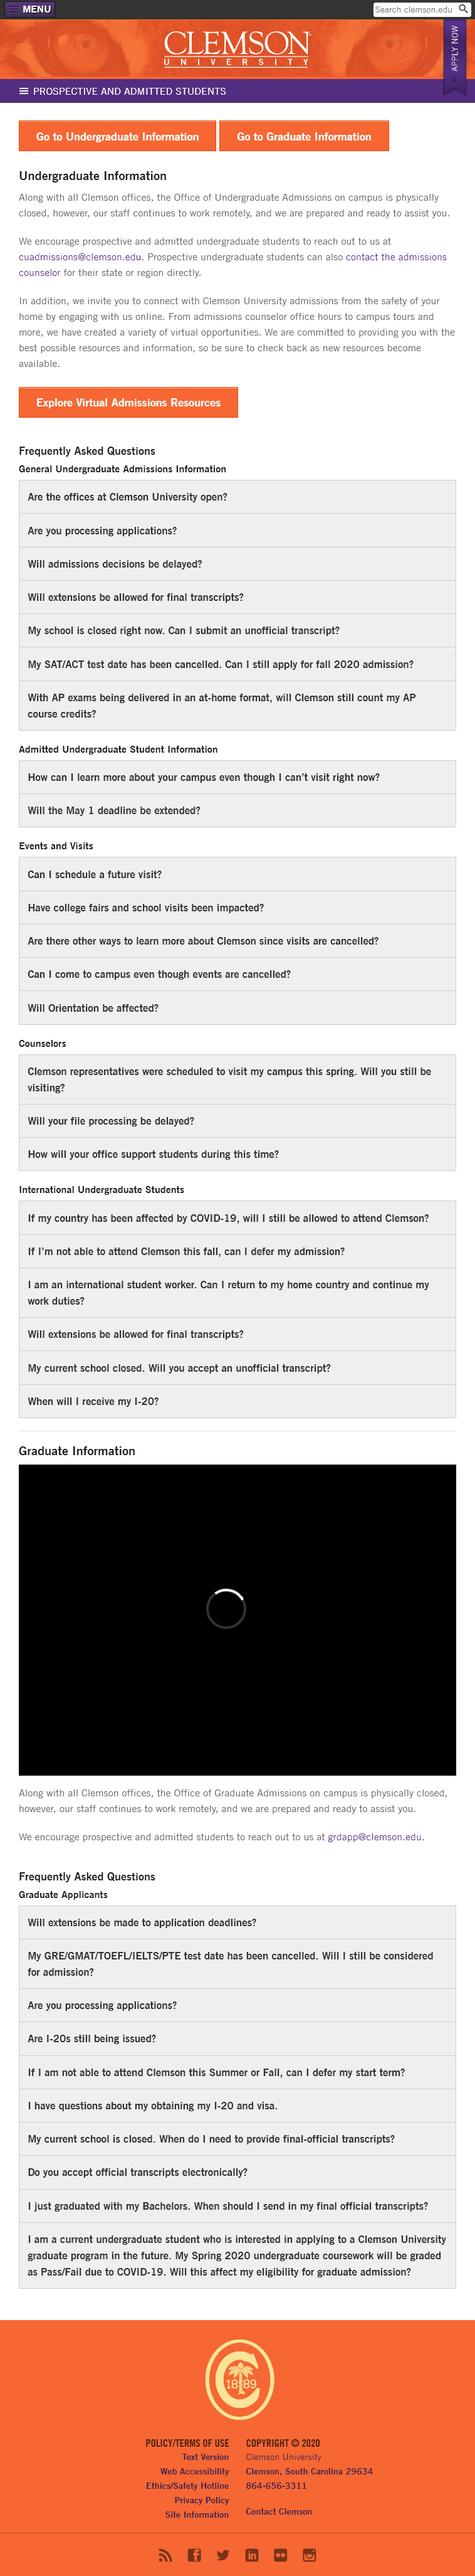 MENU
Search clemson.edu
CLEMSON
UNIVERSITY
APPLY NOW
PROSPECTIVE AND ADMITTED STUDENTS
Go to Undergraduate Information Go to Graduate Information
Undergraduate Information
Along with all Clemson offices, the Office of Undergraduate Admissions on campus is physically
closed, however, our staff continues to work remotely, and we are prepared and ready to assist you.
We encourage prospective and admitted undergraduate students to reach out to us at
cuadmissions@clemson.edu. Prospective undergraduate students can also contact the admissions
counselor for their state or region directly.
In addition, we invite you to connect with Clemson University admissions from the safety of your
home by engaging with us online. From admissions counselor office hours to campus tours and
more, we have created a variety of virtual opportunities. We are committed to providing you with the
best possible resources and information, so be sure to check back as new resources become
available.
Explore Virtual Admissions Resources
Frequently Asked Questions
General Undergraduate Admissions Information
Are the offices at Clemson University open?
Are you processing applications?
Will admissions decisions be delayed?
Will extensions be allowed for final transcripts?
My school is closed right now. Can I submit an unofficial transcript?
My SAT/ACT test date has been cancelled. Can I still apply for fall 2020 admission?
With AP exams being delivered in an at-home format, will Clemson still count my AP
course credits?
Admitted Undergraduate Student Information
How can I learn more about your campus even though I can't visit right now?
Will the May 1 deadline be extended?
Events and Visits
Can I schedule a future visit?
Have college fairs and school visits been impacted?
Are there other ways to learn more about Clemson since visits are cancelled?
Can I come to campus even though events are cancelled?
Will Orientation be affected?
Counselors
Clemson representatives were scheduled to visit my campus this spring. Will you still be
visiting?
Will your file processing be delayed?
How will your office support students during this time?
International Undergraduate Students
If my country has been affected by COVID-19, will I still be allowed to attend Clemson?
If I'm not able to attend Clemson this fall, can I defer my admission?
I am an international student worker. Can I return to my home country and continue my
work duties?
Will extensions be allowed for final transcripts?
My current school closed. Will you accept an unofficial transcript?
When will I receive my I-20?
Graduate Information
Along with all Clemson offices, the Office of Graduate Admissions on campus is physically closed,
however, our staff continues to work remotely, and we are prepared and ready to assist you.
We encourage prospective and admitted students to reach out to us at grdapp@clemson.edu.
Frequently Asked Questions
Graduate Applicants
Will extensions be made to application deadlines?
My GRE/GMAT/TOEFL/IELTS/PTE test date has been cancelled. Will I still be considered
for admission?
Are you processing applications?
Are I-20s still being issued?
If I am not able to attend Clemson this Summer or Fall, can I defer my start term?
I have questions about my obtaining my I-20 and visa.
My current school is closed. When do I need to provide final-official transcripts?
Do you accept official transcripts electronically?
I just graduated with my Bachelors. When should I send in my final official transcripts?
I am a current undergraduate student who is interested in applying to a Clemson University
graduate program in the future. My Spring 2020 undergraduate coursework will be graded
as Pass/Fail due to COVID-19. Will this affect my eligibility for graduate admission?
1889
POLICY/TERMS OF USE
Text Version
Web Accessibility
Ethics/Safety Hotline
Privacy Policy
Site Information
COPYRIGHT © 2020
Clemson University
Clemson, South Carolina 29634
864-656-3311
Contact Clemson